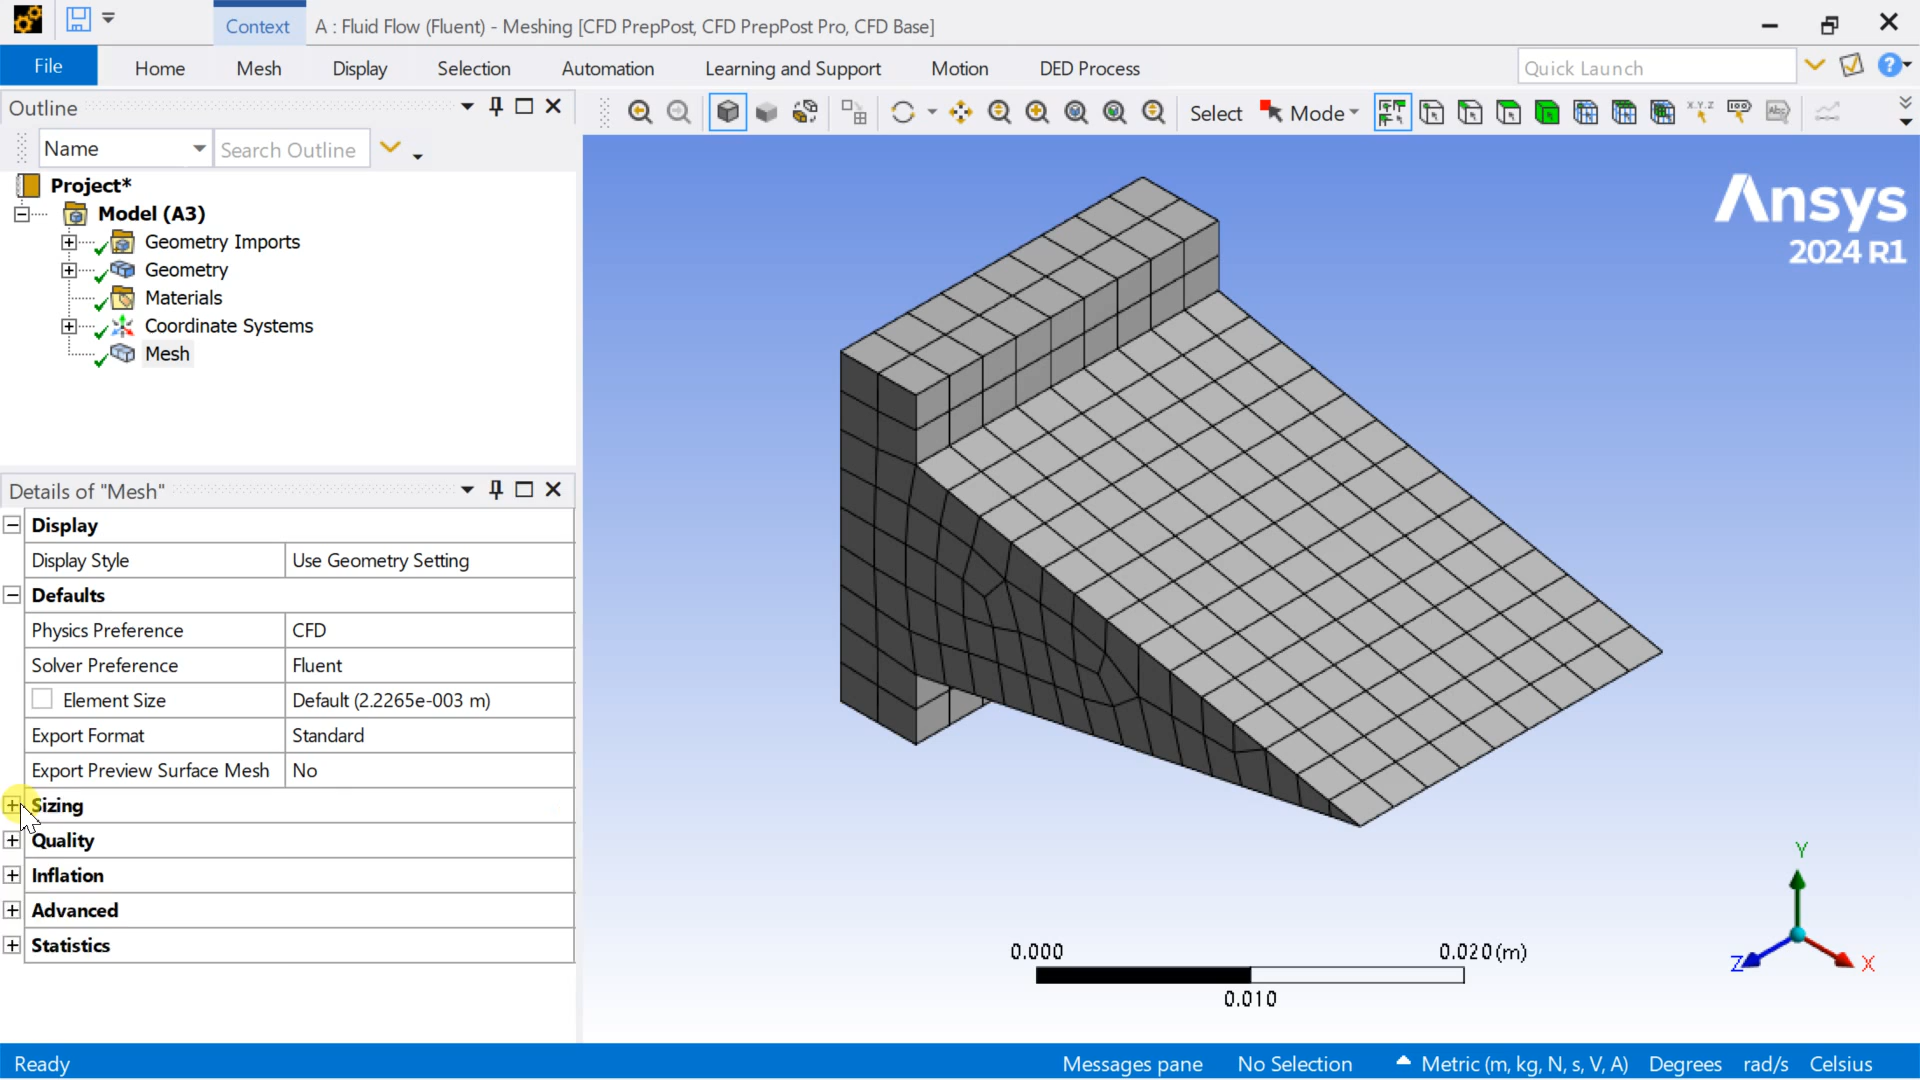 Context
A : Fluid Flow (Fluent) - Meshing [CFD PrepPost, CFD PrepPost Pro, CFD Base]
File
Home
Mesh
Display
Selection
Automation
Learning and Support
Motion
DED Process
Quick Launch
Outline
Select
Mode
Name
Search Outline
Project*
Model (A3)
Geometry Imports
Geometry
Materials
Coordinate Systems
Mesh
Ansys
2024 R1
Details of "Mesh"
Display
Display Style
Use Geometry Setting
Defaults
Physics Preference
CFD
Solver Preference
Fluent
Element Size
Default (2.2265e-003 m)
Export Format
Standard
Export Preview Surface Mesh
No
Sizing
Quality
Inflation
Advanced
Statistics
0.000
0.020 (m)
0.010
Y
Z
X
Ready
Messages pane
No Selection
Metric (m, kg, N, s, V, A)
Degrees
rad/s
Celsius